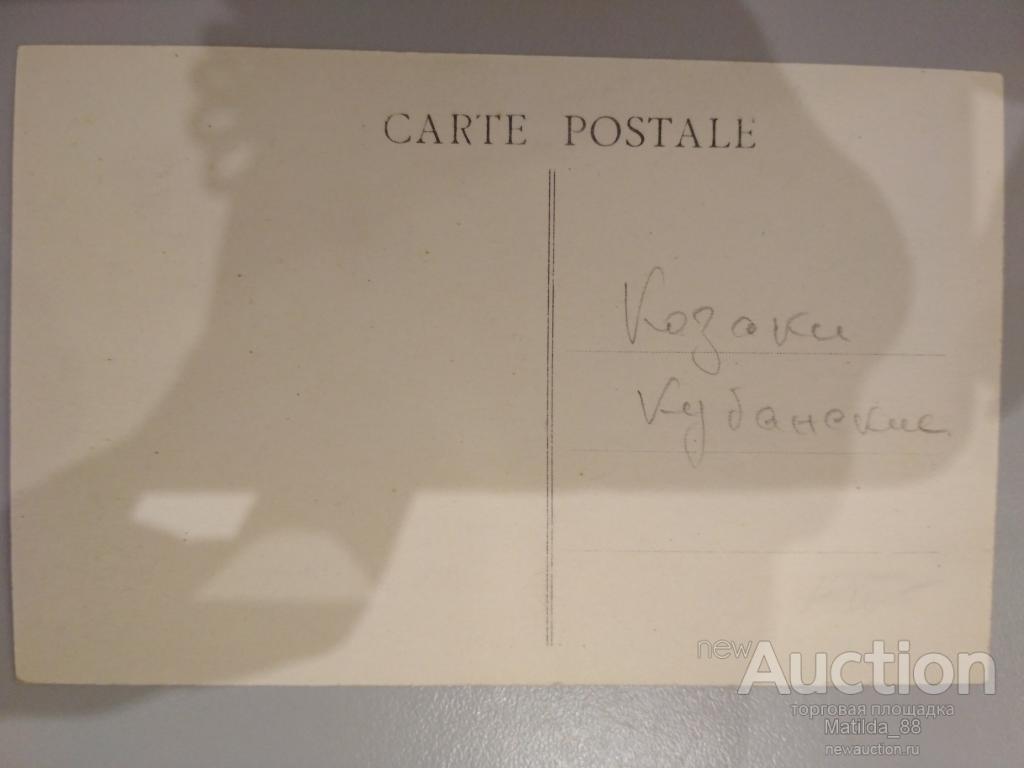 CARTE POSTALE
Козаки
Кубанские
newAuction
торговая площадка
Matilda_88
newauction.ru